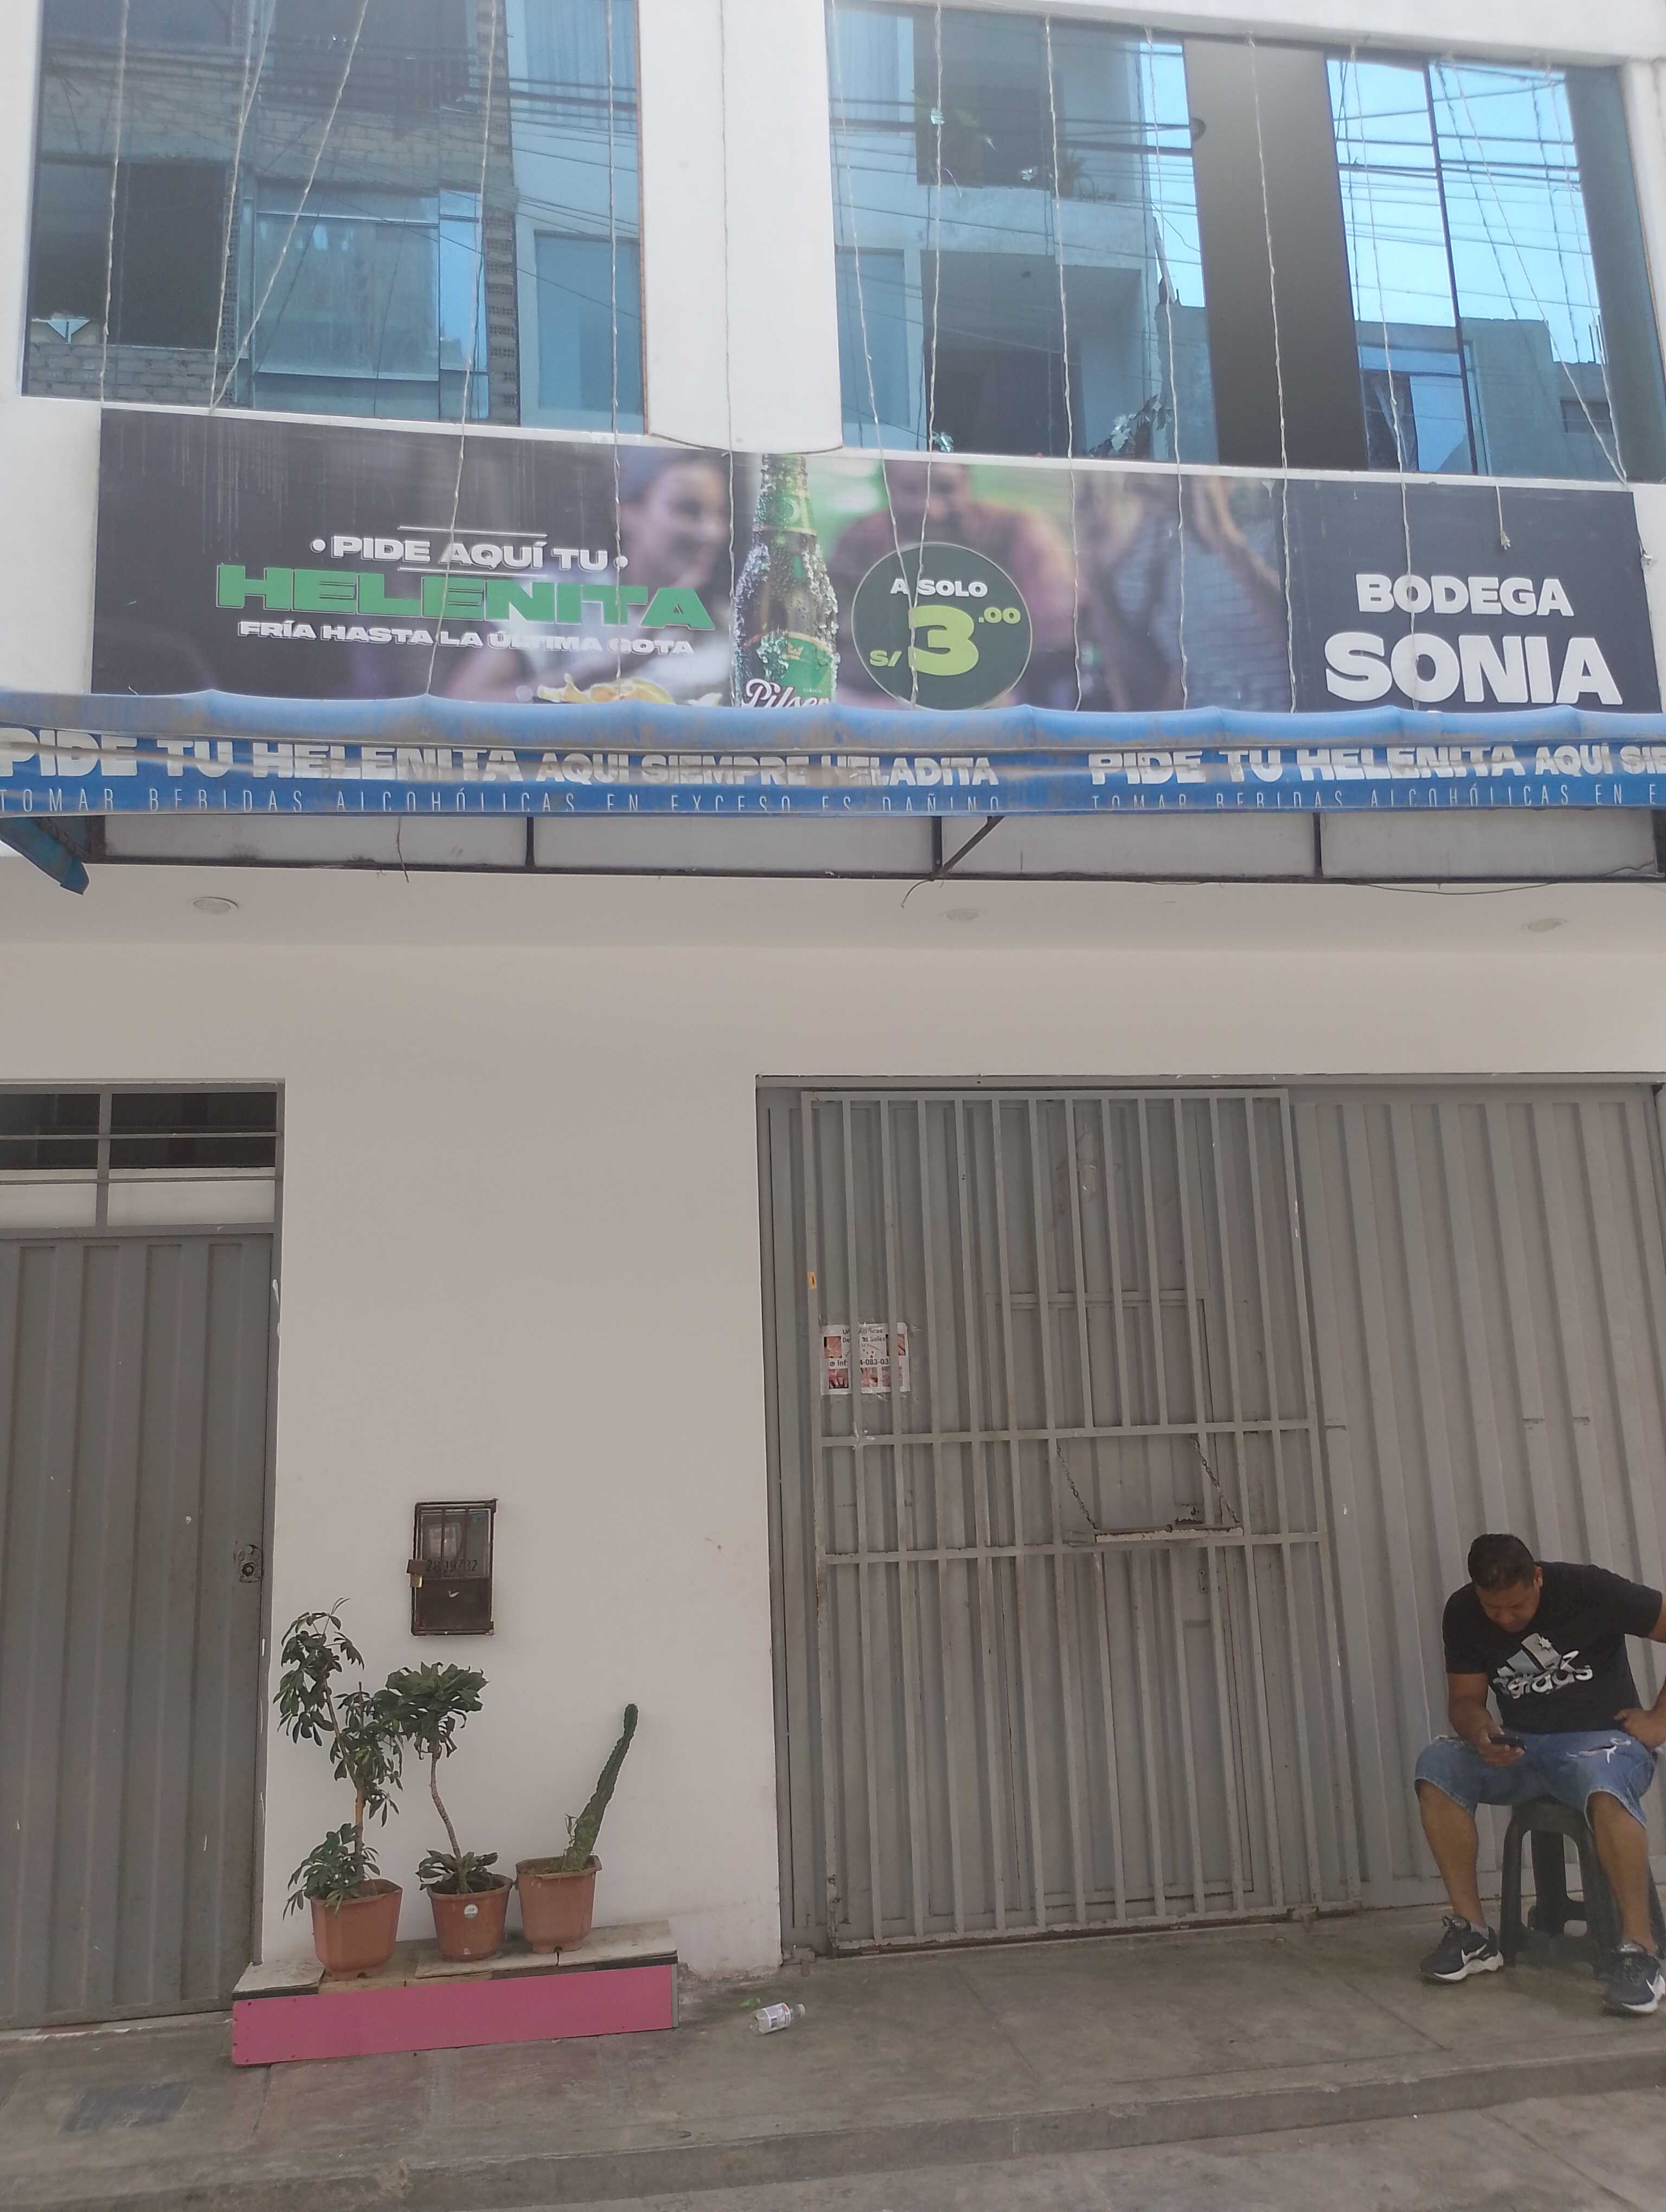 • PIDE AQUÍ TU •
HELENITA
FRÍA HASTA LA ÚLTIMA GOTA
Pilsen
A SOLO
S/ 3.00
BODEGA
SONIA
PIDE TU HELENITA AQUI SIEMPRE HELADITA
TOMAR BEBIDAS ALCOHÓLICAS EN EXCESO ES DAÑINO
PIDE TU HELENITA AQUI SIE
TOMAR BEBIDAS ALCOHÓLICAS EN E
adidas